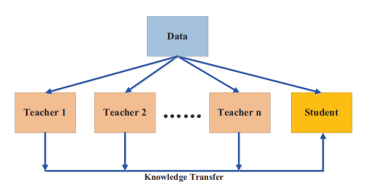 Data
Teacher 1 Teacher 2 ...... Teacher n Student
Knowledge Transfer